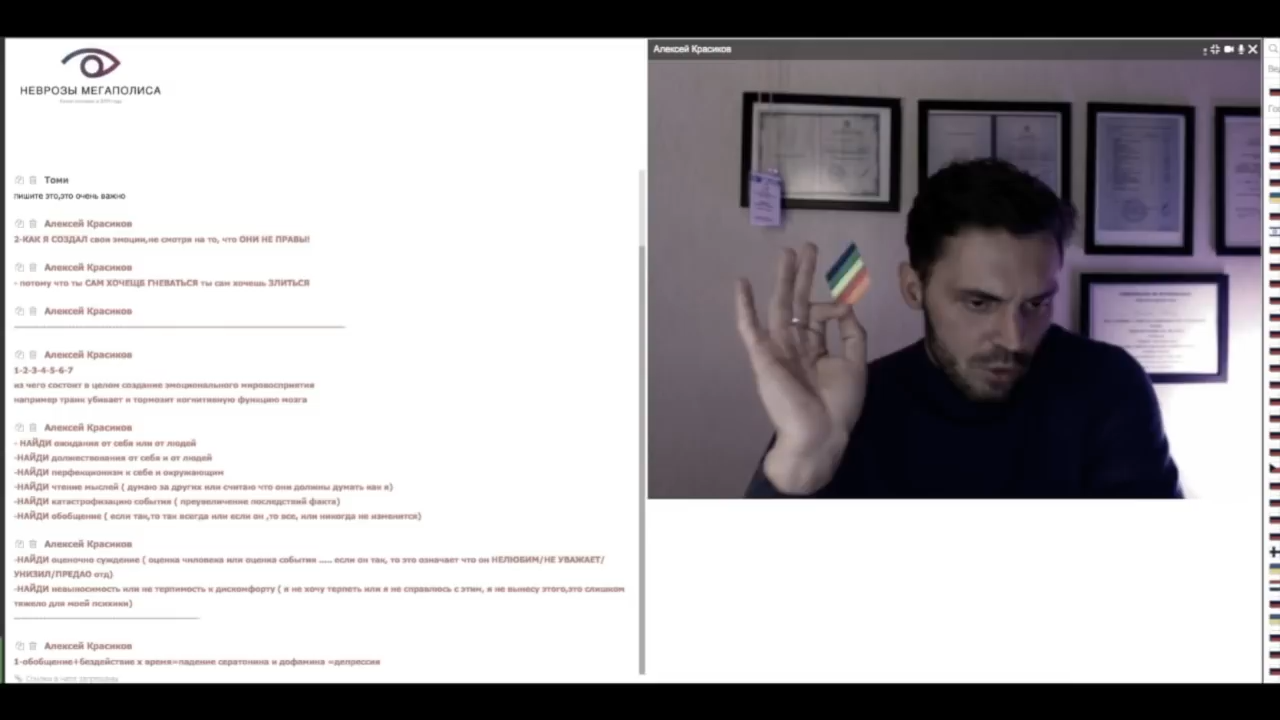 НЕВРОЗЫ МЕГАПОЛИСА
Томи
пишите это,это очень важно
Алексей Красиков
2-КАК Я СОЗДАЛ свои эмоции,не смотря на то, что ОНИ НЕ ПРАВЫ!
Алексей Красиков
- потому что ты САМ ХОЧЕЩБ ГНЕВАТЬСЯ ты сам хочешь ЗЛИТЬСЯ
Алексей Красиков
Алексей Красиков
1-2-3-4-5-6-7
из чего состоит в целом создание эмоционального мировосприятия
например транк убивает и тормозит когнитивную функцию мозга
Алексей Красиков
- НАЙДИ ожидания от себя или от людей
-НАЙДИ должествования от себя и от людей
-НАЙДИ перфекционизм к себе и окружающим
-НАЙДИ чтение мыслей ( думаю за других или считаю что они должны думать как я)
-НАЙДИ катастрофизацию события ( преувеличение последствий факта)
-НАЙДИ обобщение ( если так,то так всегда или если он ,то все, или никогда не изменится)
Алексей Красиков
-НАЙДИ оценочно суждение ( оценка чиловека или оценка события ..... если он так, то это означает что он НЕЛЮБИМ/НЕ УВАЖАЕТ/
УНИЗИЛ/ПРЕДАО отд)
-НАЙДИ невыносимость или не терпимость к дискомфорту ( я не хочу терпеть или я не справлюсь с этим, я не вынесу этого,это слишком
тяжело для моей психики)
Алексей Красиков
1-обобщение+бездействие х время=падение сератонина и дофамина =депрессия
Ссылки в чате запрещены
Алексей Красиков